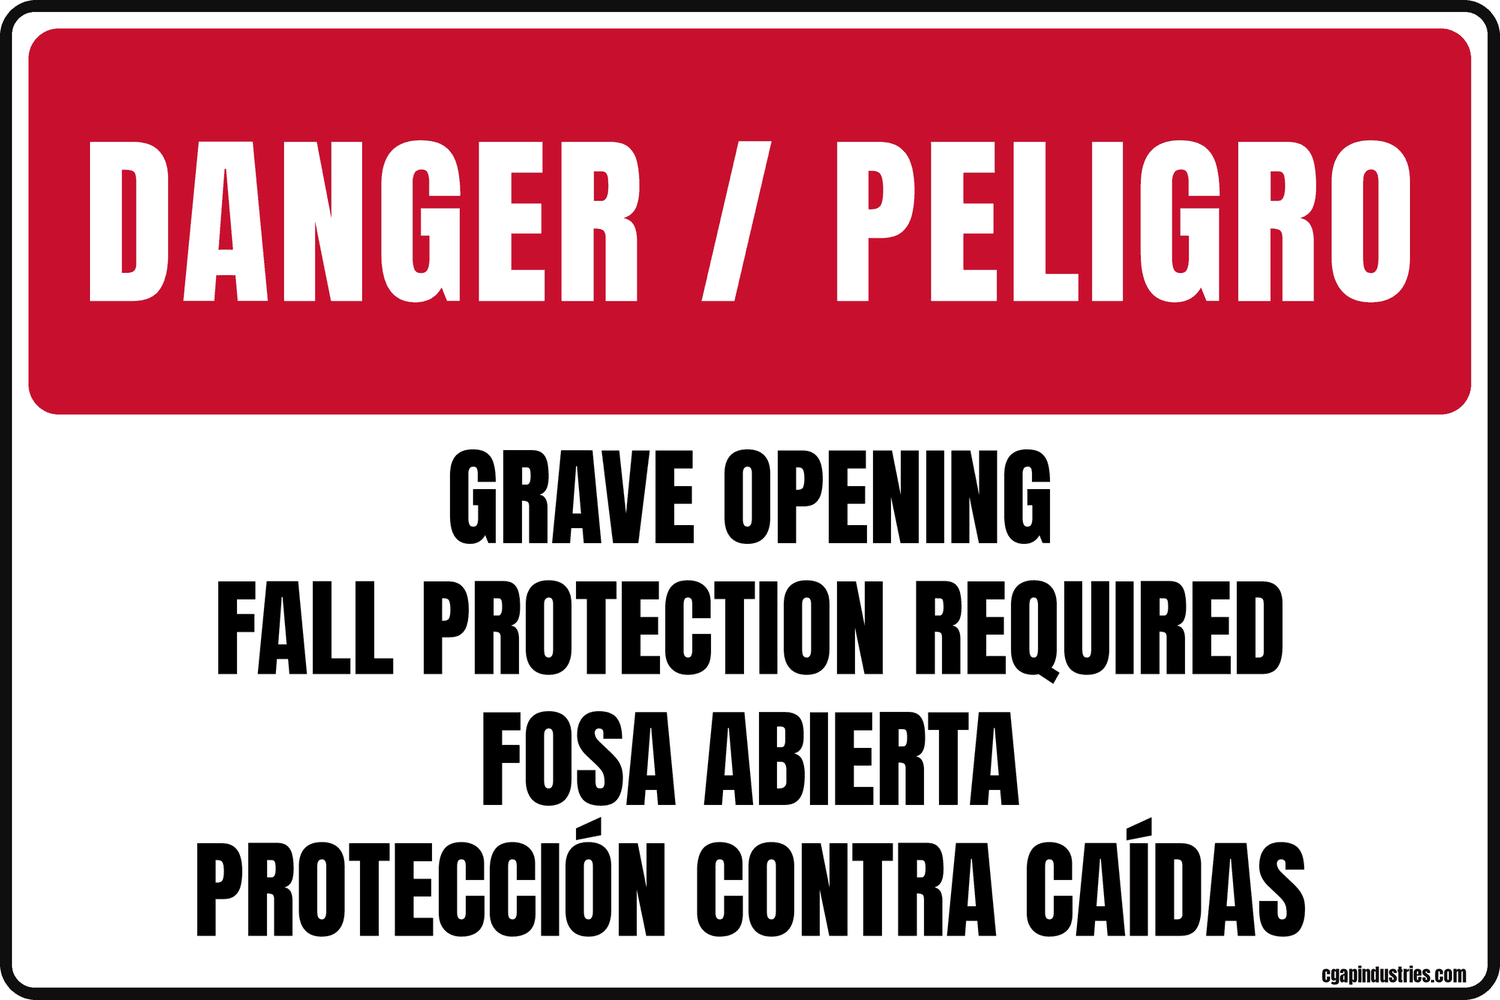 DANGER / PELIGRO
GRAVE OPENING
FALL PROTECTION REQUIRED
FOSA ABIERTA
PROTECCIÓN CONTRA CAÍDAS
cgapindustries.com